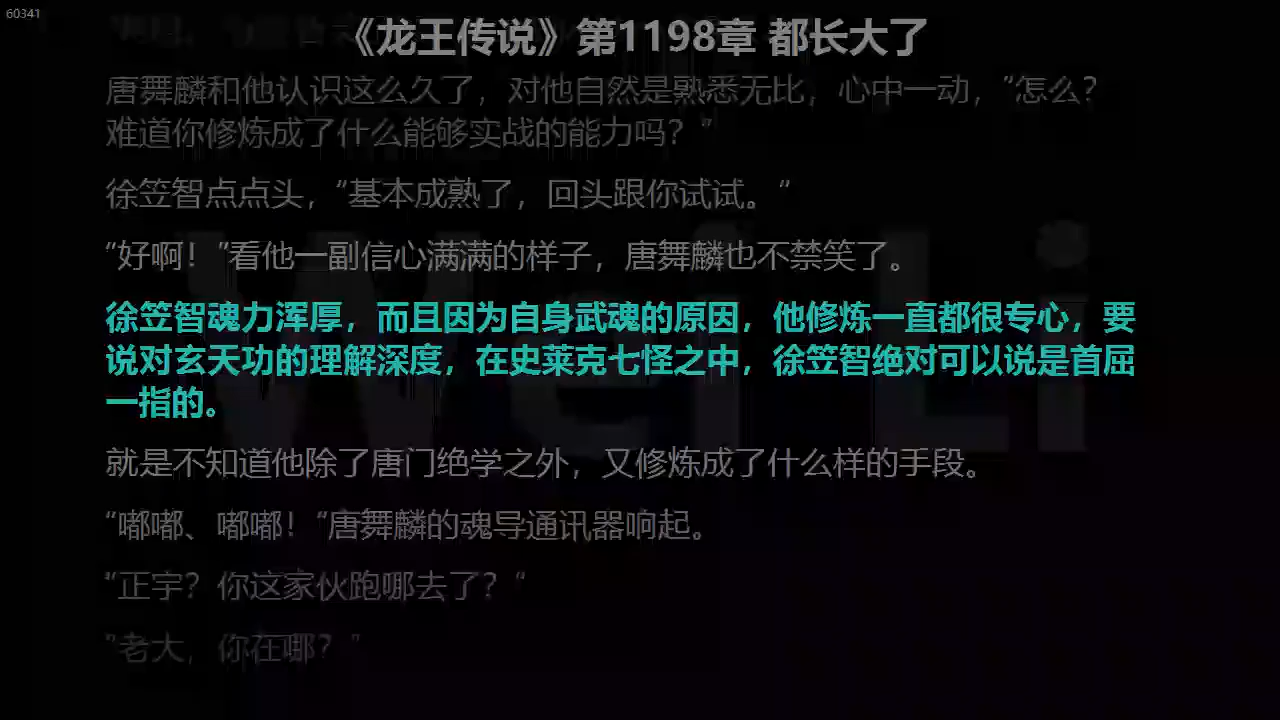 60341
《龙王传说》第1198章 都长大了
唐舞麟和他认识这么久了，对他自然是熟悉无比，心中一动，“怎么？
难道你修炼成了什么能够实战的能力吗？”
徐笠智点点头，“基本成熟了，回头跟你试试。“
“好啊！”看他一副信心满满的样子，唐舞麟也不禁笑了。
徐笠智魂力浑厚，而且因为自身武魂的原因，他修炼一直都很专心，要
说对玄天功的理解深度，在史莱克七怪之中，徐笠智绝对可以说是首屈
一指的。
就是不知道他除了唐门绝学之外，又修炼成了什么样的手段。
“嘟嘟、嘟嘟！“唐舞麟的魂导通讯器响起。
“正宇？你这家伙跑哪去了？“
“老大，你在哪？”
Wei Li